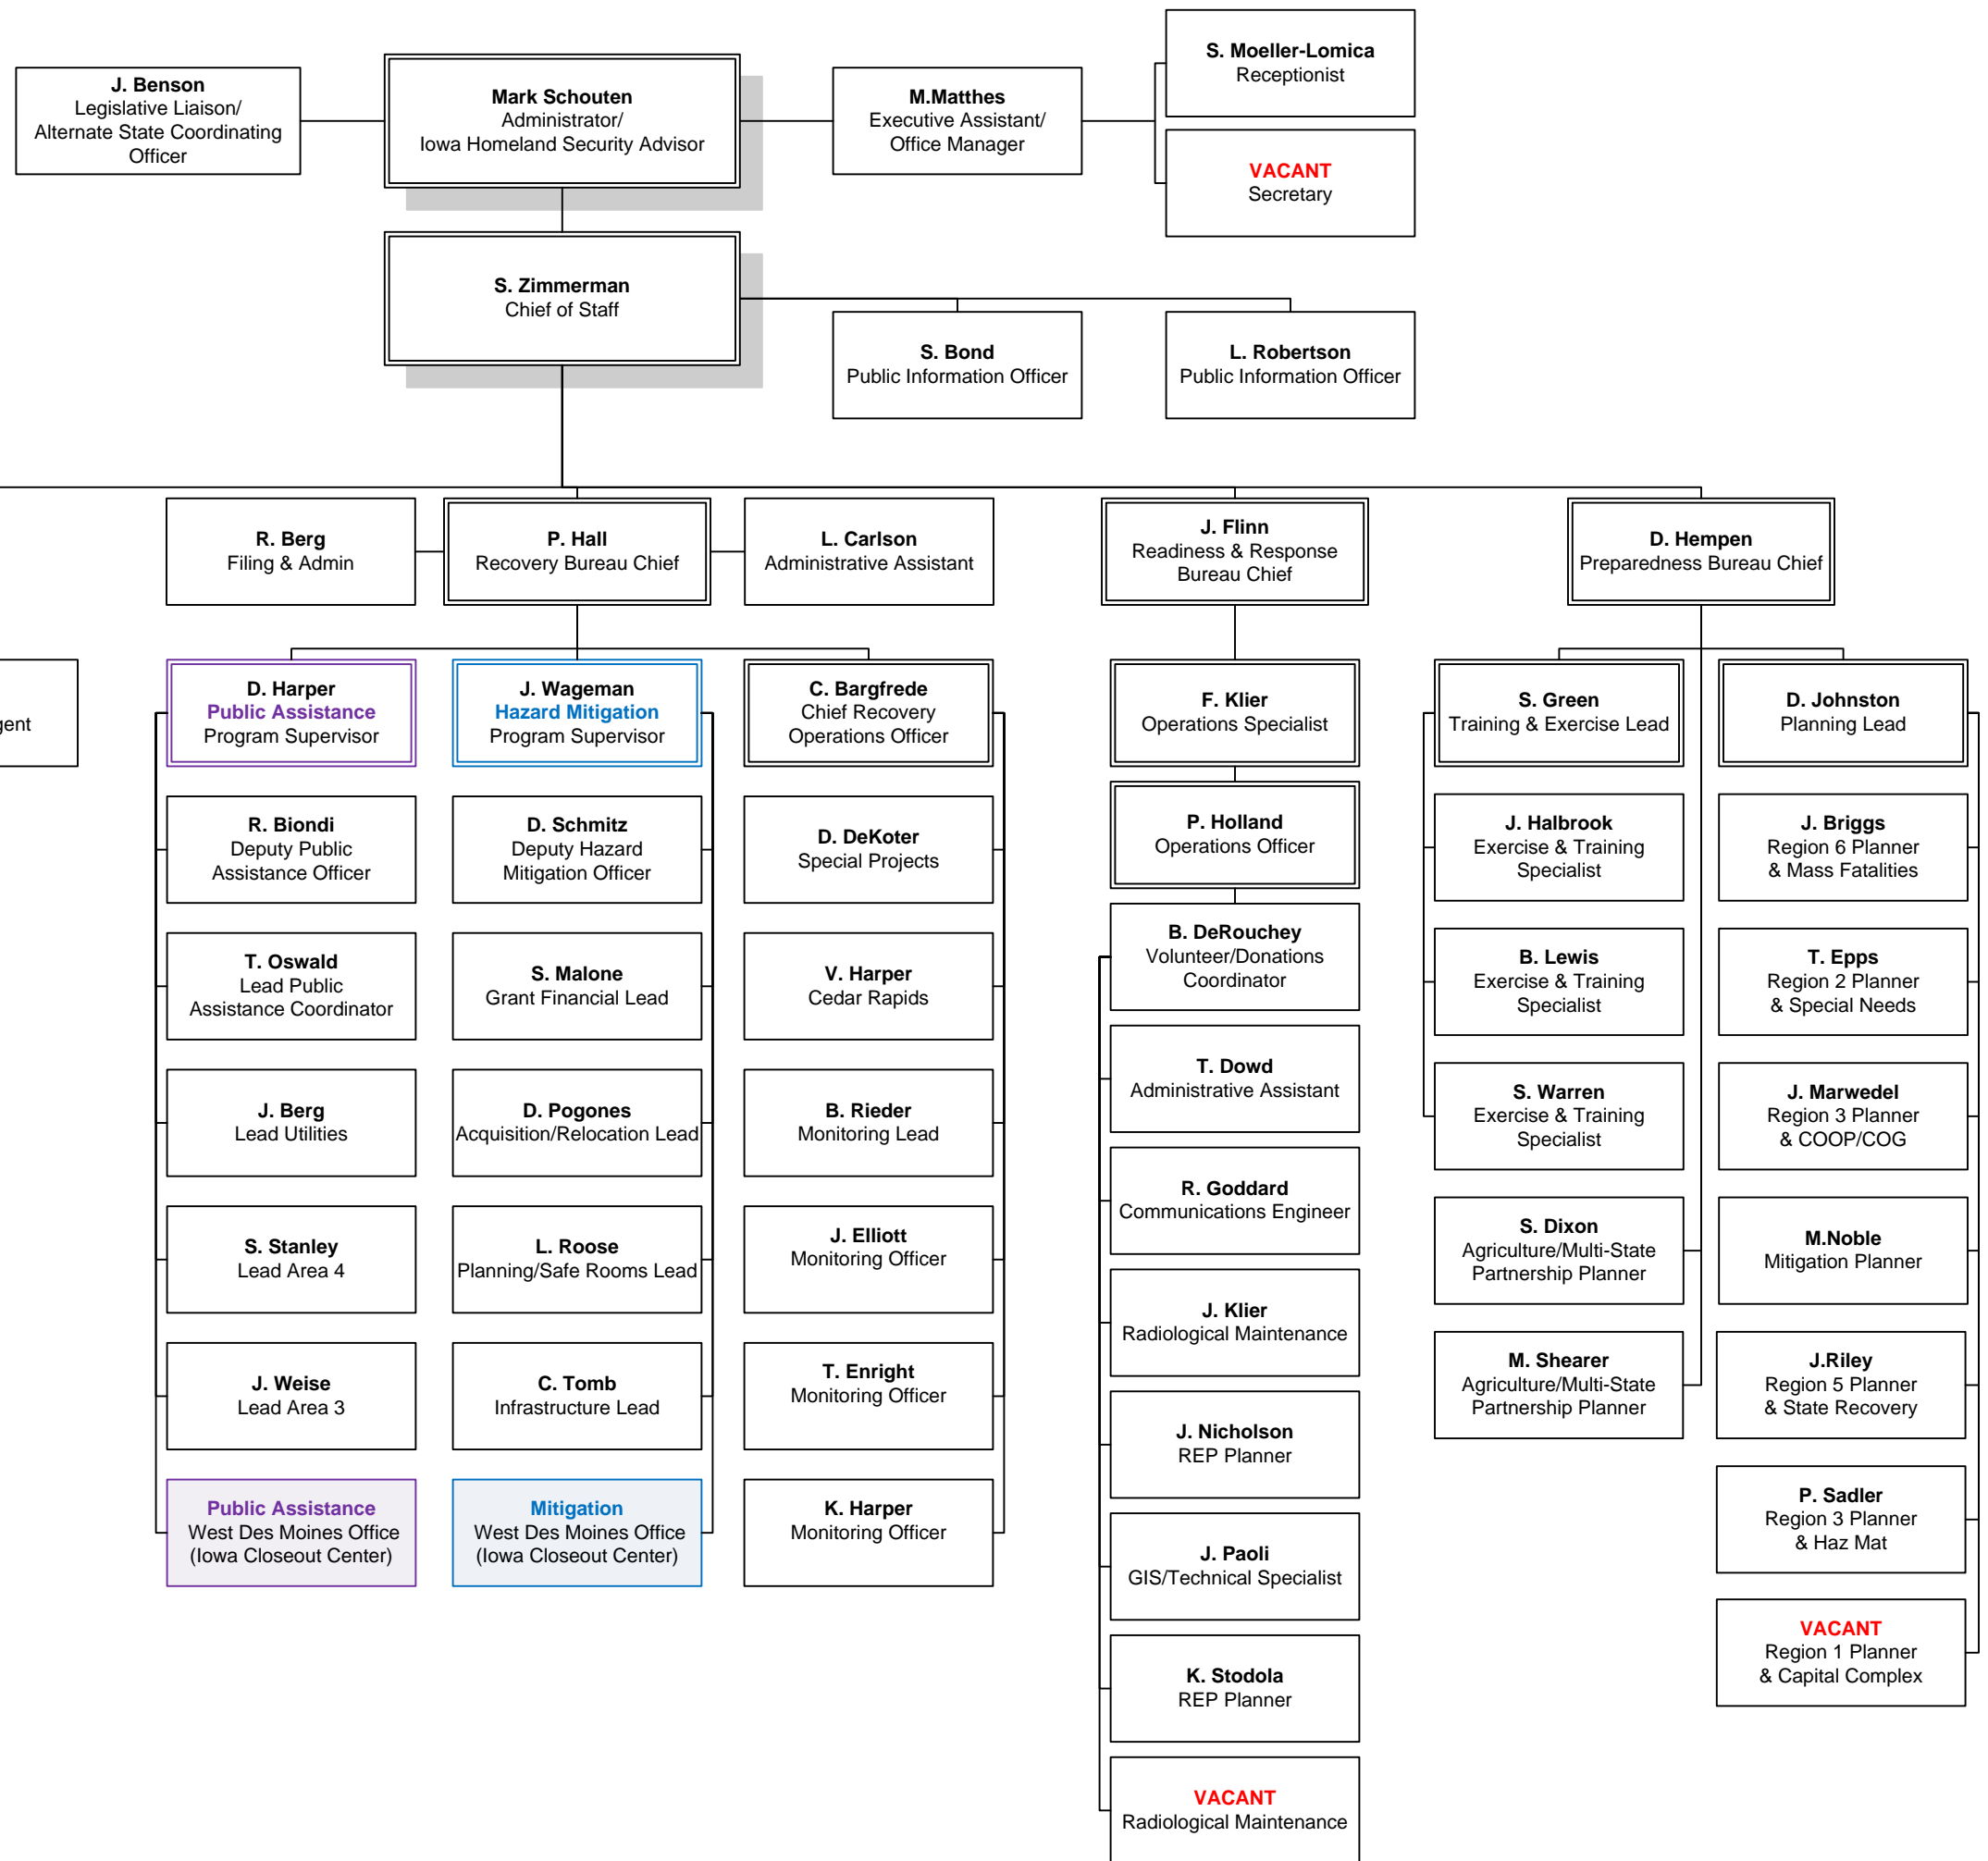 S. Moeller-Lomica
Receptionist
J. Benson
Legislative Liaison/
Alternate State Coordinating
Officer
Mark Schouten
Administrator/
Iowa Homeland Security Advisor
M.Matthes
Executive Assistant/
Office Manager
VACANT
Secretary
S. Zimmerman
Chief of Staff
S. Bond
Public Information Officer
L. Robertson
Public Information Officer
R. Berg
Filing & Admin
P. Hall
Recovery Bureau Chief
L. Carlson
Administrative Assistant
J. Flinn
Readiness & Response
Bureau Chief
D. Hempen
Preparedness Bureau Chief
gent
D. Harper
Public Assistance
Program Supervisor
R. Biondi
Deputy Public
Assistance Officer
T. Oswald
Lead Public
Assistance Coordinator
J. Berg
Lead Utilities
S. Stanley
Lead Area 4
J. Weise
Lead Area 3
Public Assistance
West Des Moines Office
(Iowa Closeout Center)
J. Wageman
Hazard Mitigation
Program Supervisor
D. Schmitz
Deputy Hazard
Mitigation Officer
S. Malone
Grant Financial Lead
D. Pogones
Acquisition/Relocation Lead
L. Roose
Planning/Safe Rooms Lead
C. Tomb
Infrastructure Lead
Mitigation
West Des Moines Office
(Iowa Closeout Center)
C. Bargfrede
Chief Recovery
Operations Officer
D. DeKoter
Special Projects
V. Harper
Cedar Rapids
B. Rieder
Monitoring Lead
J. Elliott
Monitoring Officer
T. Enright
Monitoring Officer
K. Harper
Monitoring Officer
F. Klier
Operations Specialist
P. Holland
Operations Officer
B. DeRouchey
Volunteer/Donations
Coordinator
T. Dowd
Administrative Assistant
R. Goddard
Communications Engineer
J. Klier
Radiological Maintenance
J. Nicholson
REP Planner
J. Paoli
GIS/Technical Specialist
K. Stodola
REP Planner
VACANT
Radiological Maintenance
S. Green
Training & Exercise Lead
J. Halbrook
Exercise & Training
Specialist
B. Lewis
Exercise & Training
Specialist
S. Warren
Exercise & Training
Specialist
S. Dixon
Agriculture/Multi-State
Partnership Planner
M. Shearer
Agriculture/Multi-State
Partnership Planner
D. Johnston
Planning Lead
J. Briggs
Region 6 Planner
& Mass Fatalities
T. Epps
Region 2 Planner
& Special Needs
J. Marwedel
Region 3 Planner
& COOP/COG
M.Noble
Mitigation Planner
J.Riley
Region 5 Planner
& State Recovery
P. Sadler
Region 3 Planner
& Haz Mat
VACANT
Region 1 Planner
& Capital Complex